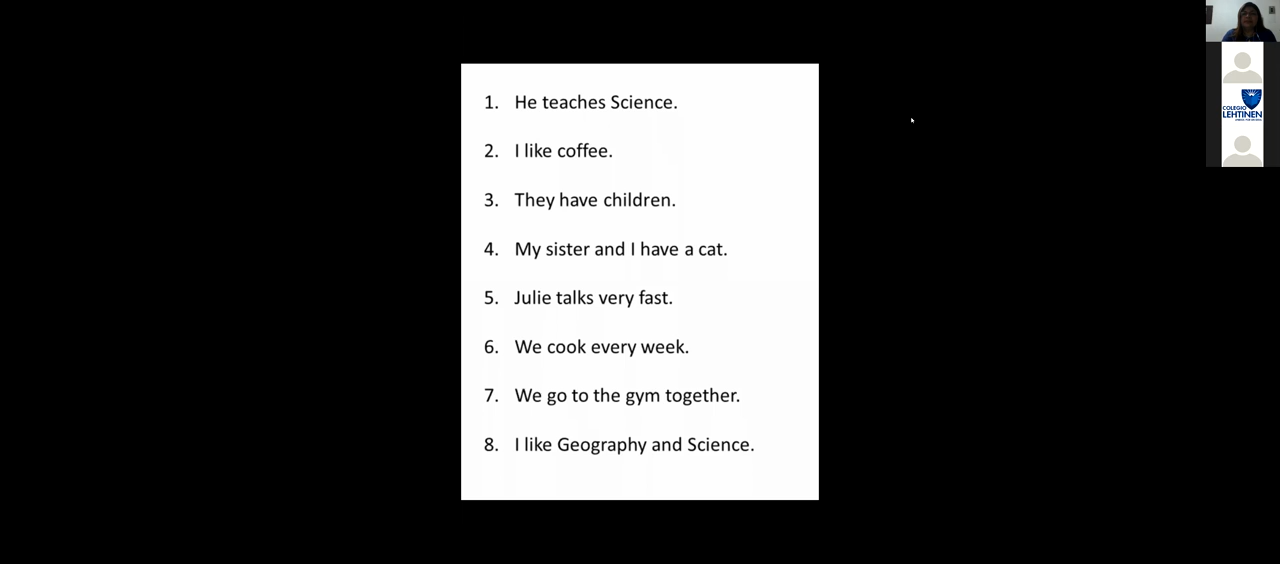 1. He teaches Science.
2. I like coffee.
3. They have children.
4. My sister and I have a cat.
5. Julie talks very fast.
6. We cook every week.
7. We go to the gym together.
8. I like Geography and Science.
COLEGIO
LEHTINEN